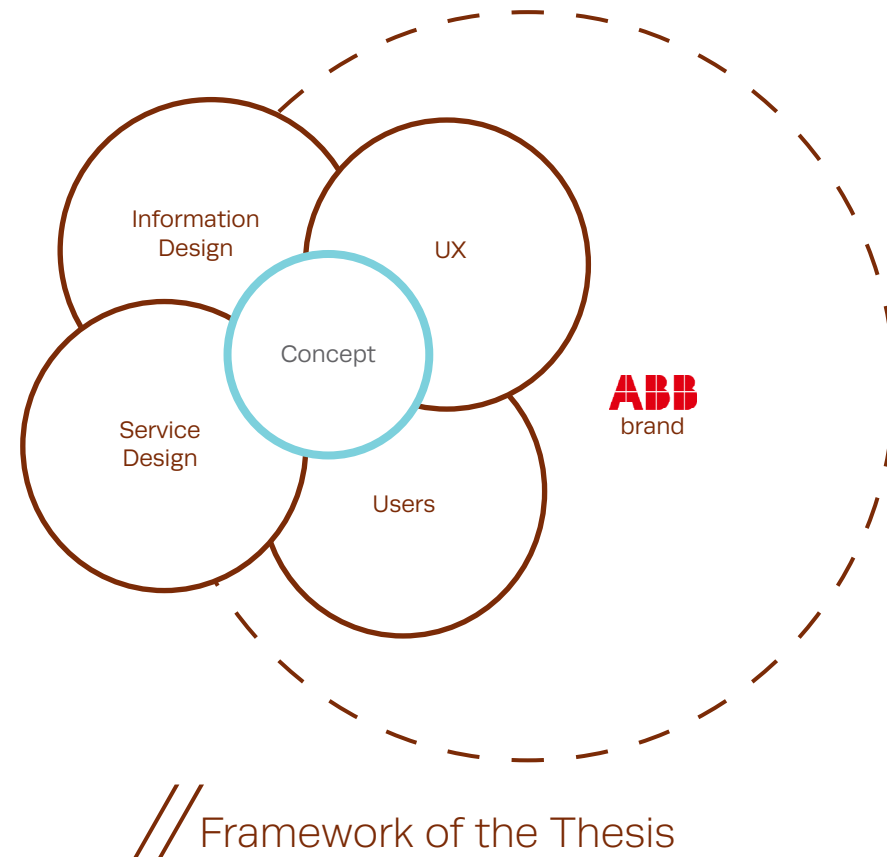 Information
Design
UX
Concept
ABB
brand
Service
Design
Users
Framework of the Thesis